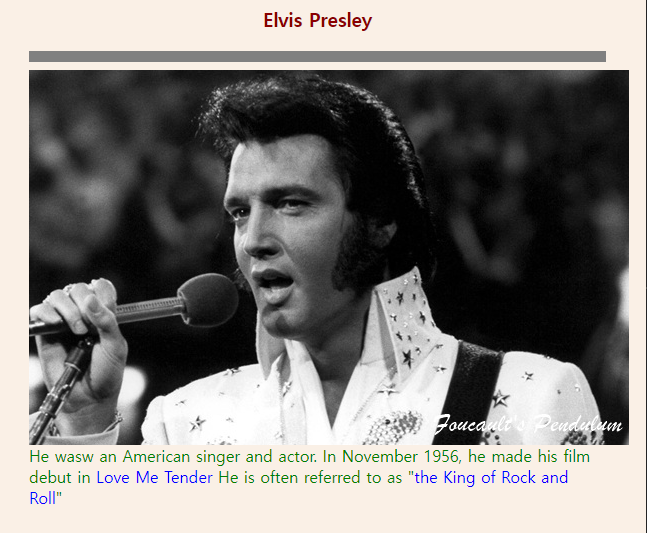 Elvis Presley
Foucault's Pendulum
He wasw an American singer and actor. In November 1956, he made his film
debut in Love Me Tender He is often referred to as "the King of Rock and
Roll"